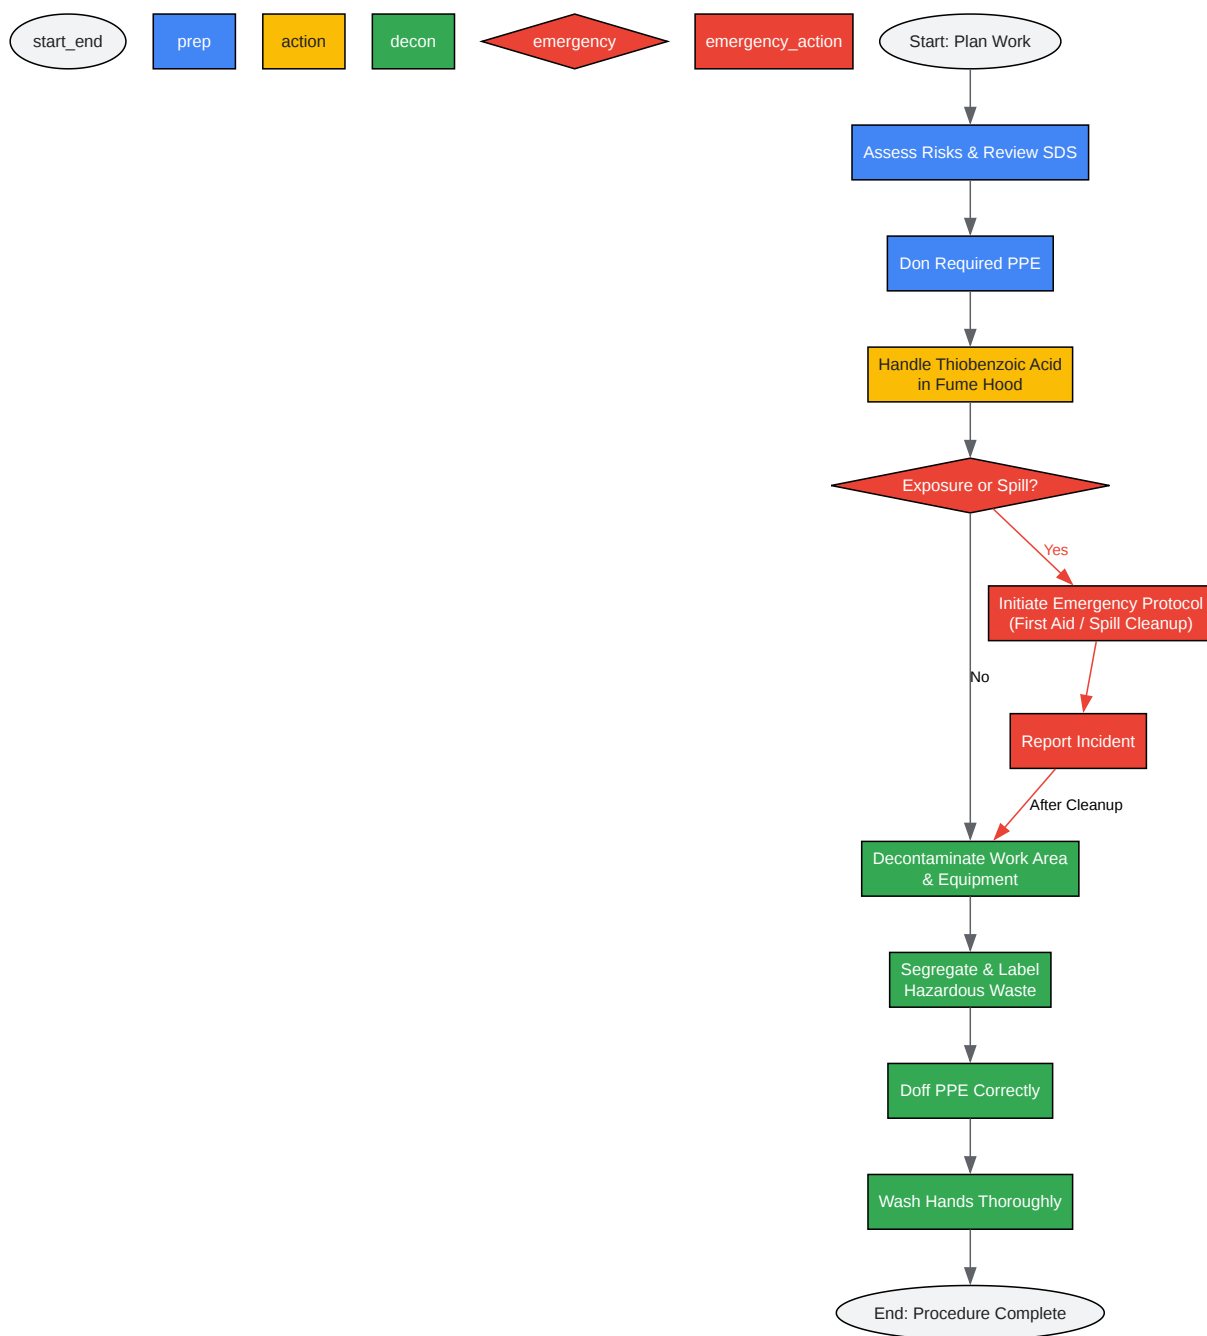 start_end
prep
action
decon
emergency
emergency_action
Start: Plan Work
Assess Risks & Review SDS
Don Required PPE
Handle Thiobenzoic Acid
in Fume Hood
Exposure or Spill?
Yes
Initiate Emergency Protocol
(First Aid / Spill Cleanup)
No
Report Incident
After Cleanup
Decontaminate Work Area
& Equipment
Segregate & Label
Hazardous Waste
Doff PPE Correctly
Wash Hands Thoroughly
End: Procedure Complete